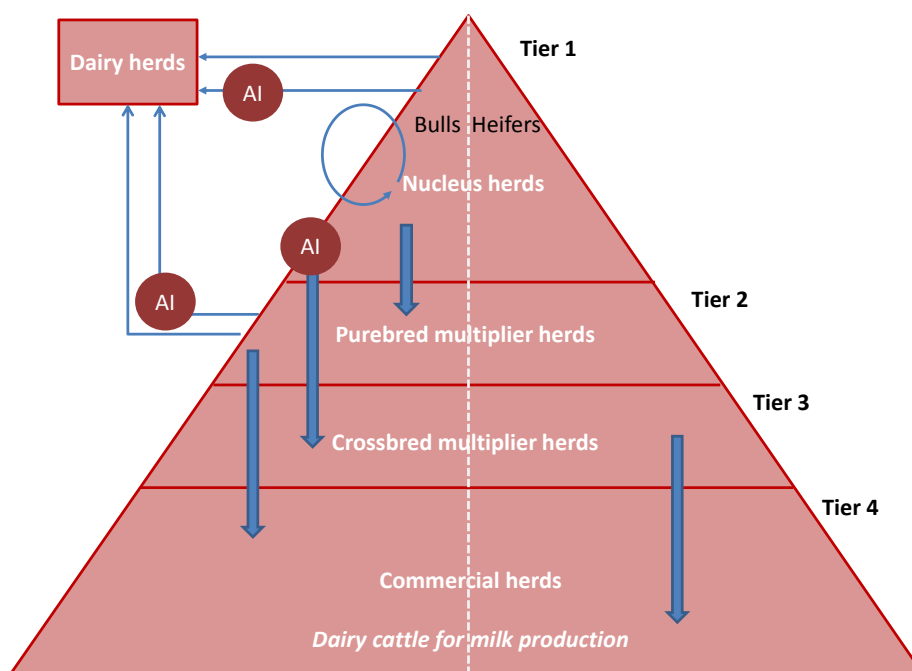 Tier 1
Dairy herds
AI
Bulls Heifers
Nucleus herds
AI
AI
Tier 2
Purebred multiplier herds
Tier 3
Crossbred multiplier herds
Tier 4
Commercial herds
Dairy cattle for milk production